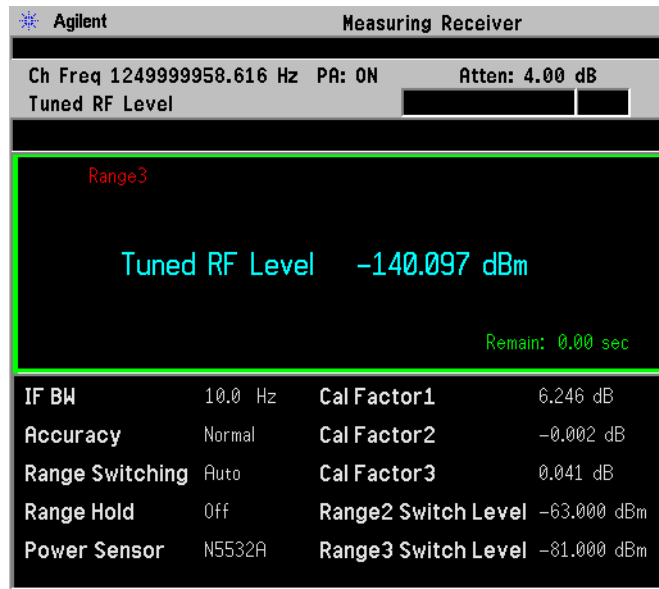 Agilent Measuring Receiver
Ch Freq 1249999958.616 Hz PA: ON Atten: 4.00 dB
Tuned RF Level
Range3
Tuned RF Level -140.097 dBm
Remain: 0.00 sec
IF BW 10.0 Hz Cal Factor1 6.246 dB
Accuracy Normal Cal Factor2 -0.002 dB
Range Switching Auto Cal Factor3 0.041 dB
Range Hold Off Range2 Switch Level -63.000 dBm
Power Sensor N5532A Range3 Switch Level -81.000 dBm